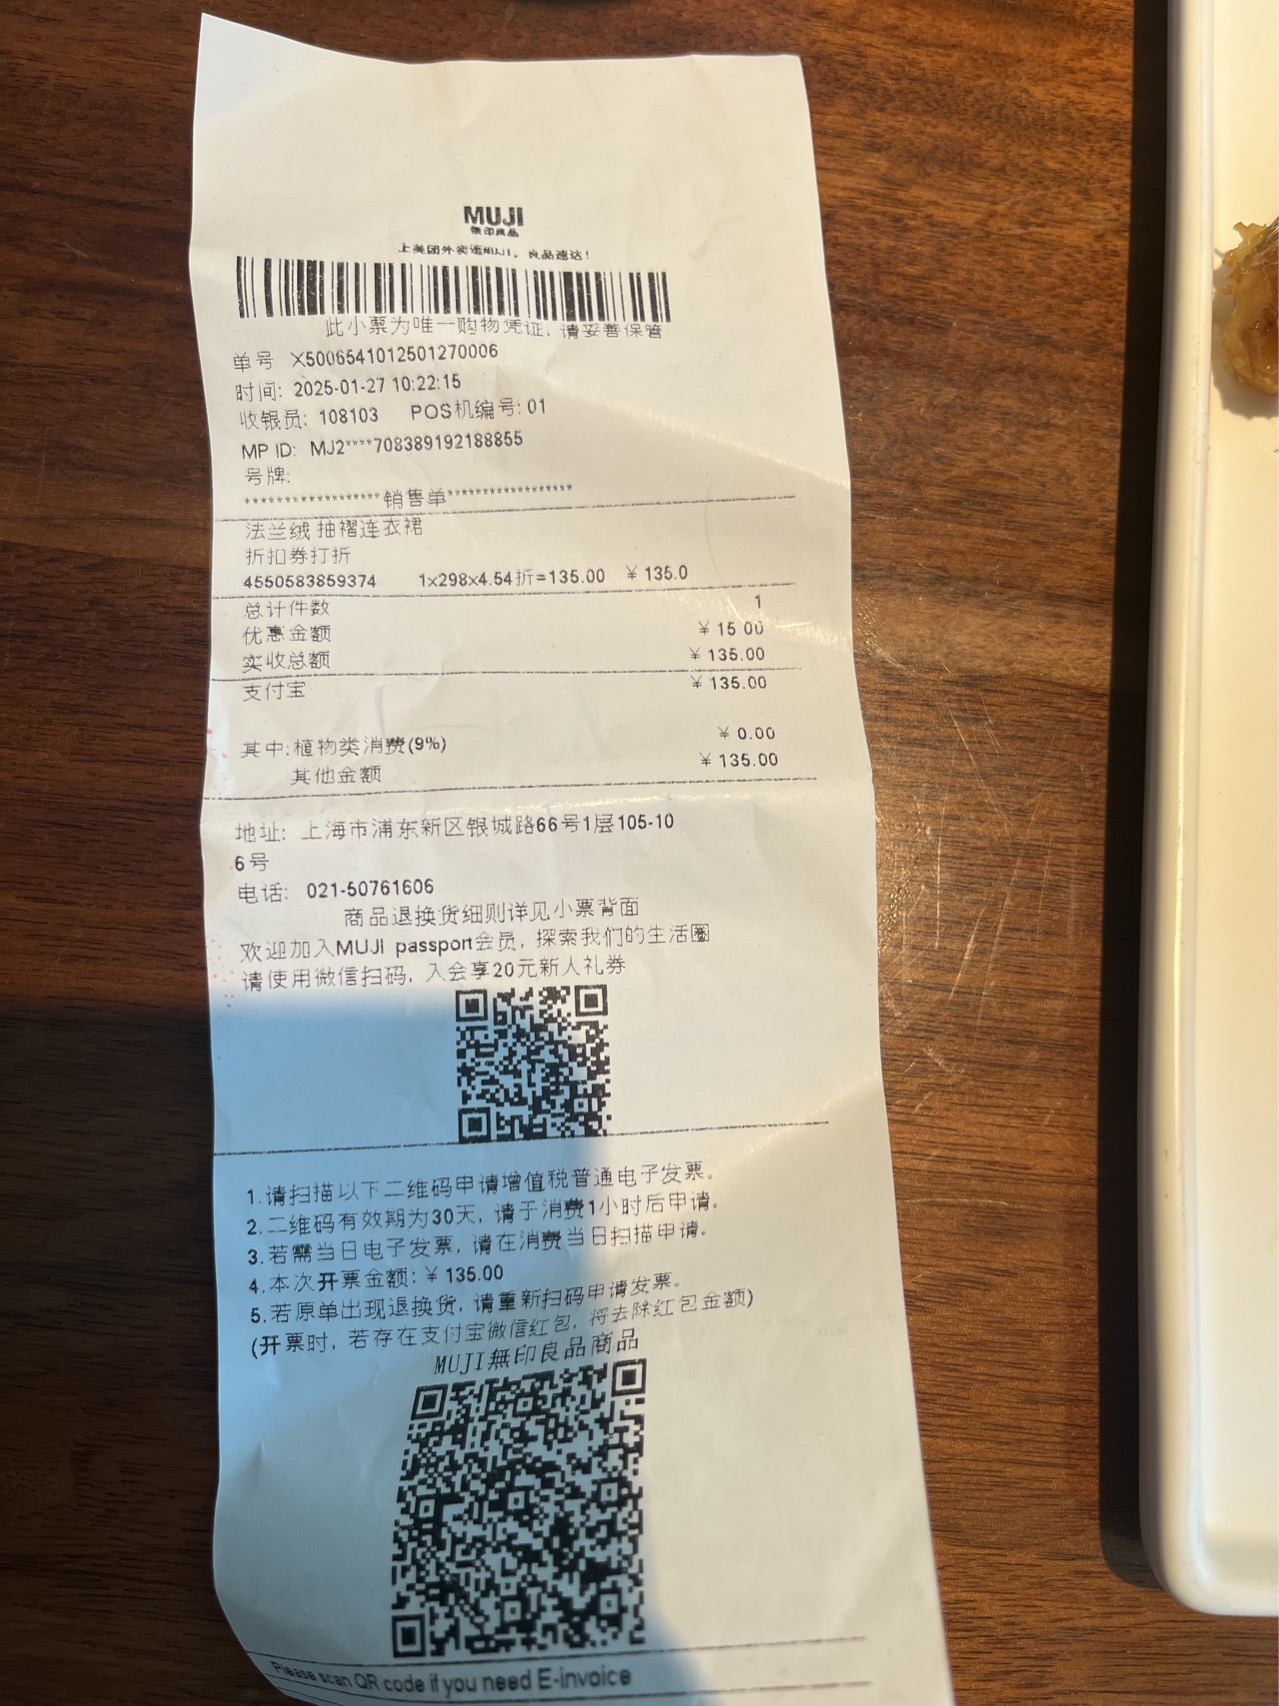 MUJI
無印良品
上美团外卖逛MUJI，良品速达！
此小票为唯一购物凭证, 请妥善保管
单号 X5006541012501270006
时间: 2025-01-27 10:22:15
收银员: 108103 POS机编号: 01
MP ID: MJ2****708389192188855
号牌:
*****************销售单****************
法兰绒 抽褶连衣裙
折扣券打折
4550583859374 1x298x4.54折=135.00 ¥ 135.0
总计件数 1
优惠金额 ¥ 15.00
实收总额 ¥ 135.00
支付宝 ¥ 135.00
其中:植物类消费(9%) ¥ 0.00
其他金额 ¥ 135.00
地址: 上海市浦东新区银城路66号1层105-10
6号
电话: 021-50761606
商品退换货细则详见小票背面
欢迎加入MUJI passport会员, 探索我们的生活圈
请使用微信扫码, 入会享20元新人礼券
1.请扫描以下二维码申请增值税普通电子发票。
2.二维码有效期为30天, 请于消费1小时后申请。
3.若需当日电子发票, 请在消费当日扫描申请。
4.本次开票金额: ¥ 135.00
5.若原单出现退换货, 请重新扫码申请发票。
(开票时, 若存在支付宝微信红包, 将去除红包金额)
MUJI無印良品商品
Please scan QR code if you need E-invoice